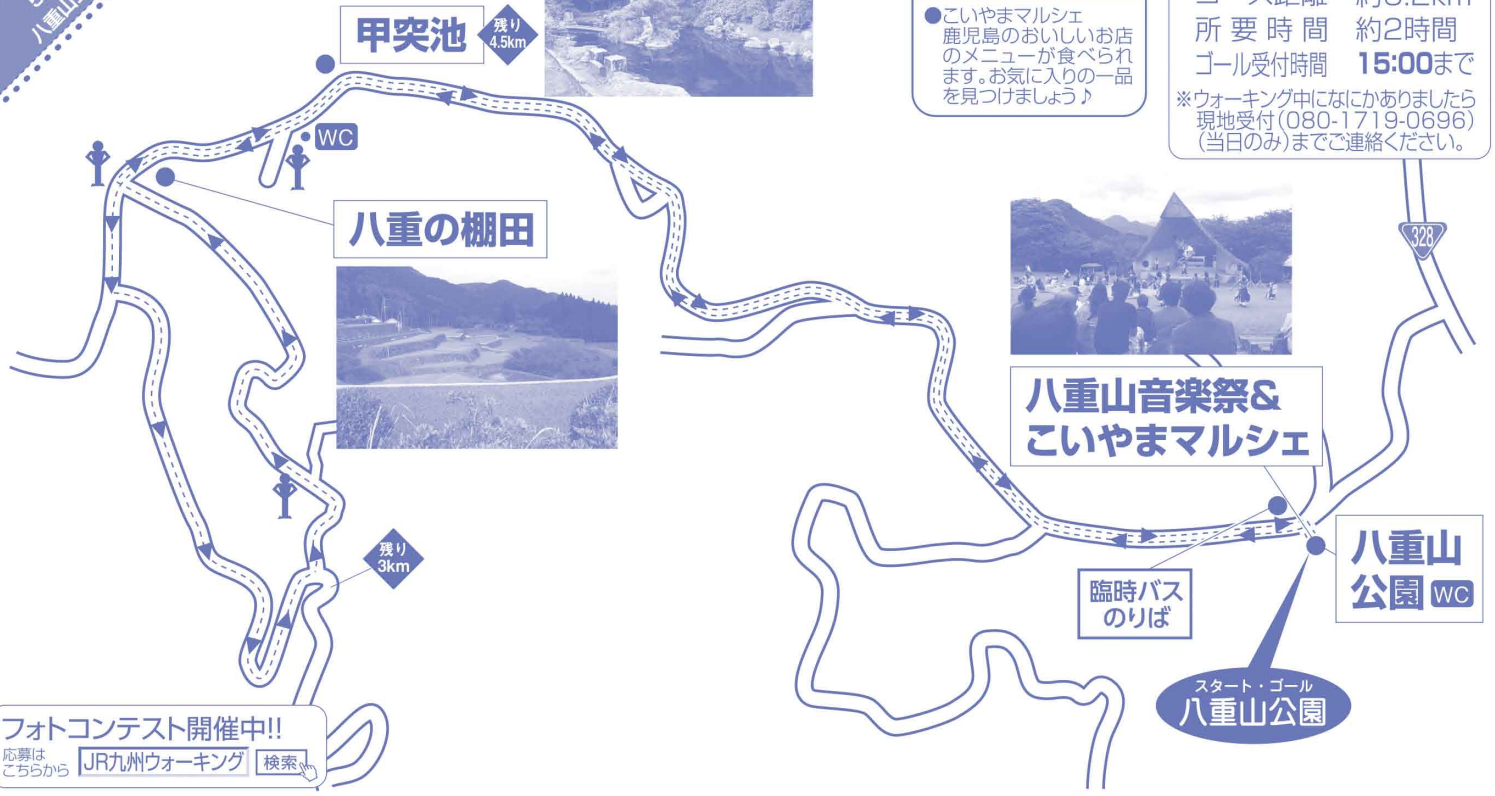 八重山
甲突池
残り
4.5km
●こいやまマルシェ
鹿児島のおいしいお店
のメニューが食べられ
ます。お気に入りの一品
を見つけましょう♪
所要時間 約2時間
ゴール受付時間 15:00まで
※ウォーキング中になにかありましたら
現地受付(080-1719-0696)
(当日のみ)までご連絡ください。
WC
八重の棚田
328
八重山音楽祭&
こいやまマルシェ
残り
3km
臨時バス
のりば
八重山
公園 WC
スタート・ゴール
八重山公園
フォトコンテスト開催中!!
応募は
こちらから
JR九州ウォーキング 検索